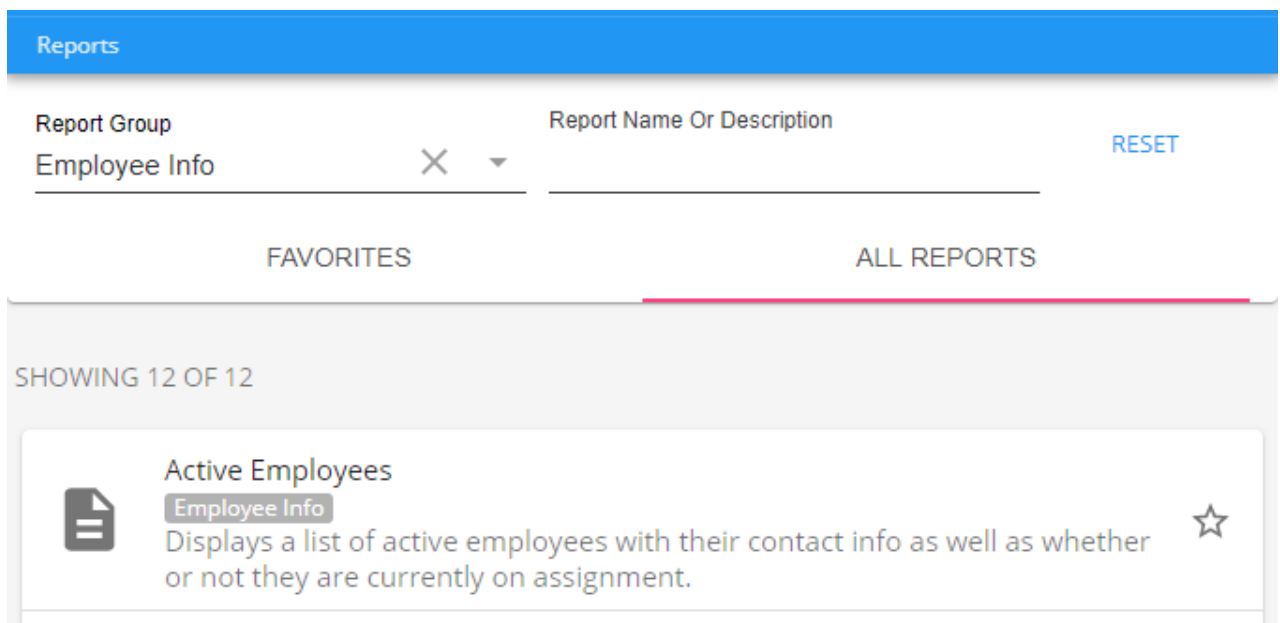 Reports
Report Group
Report Name Or Description
Employee Info
RESET
FAVORITES
ALL REPORTS
SHOWING 12 OF 12
Active Employees
Employee Info
Displays a list of active employees with their contact info as well as whether
or not they are currently on assignment.